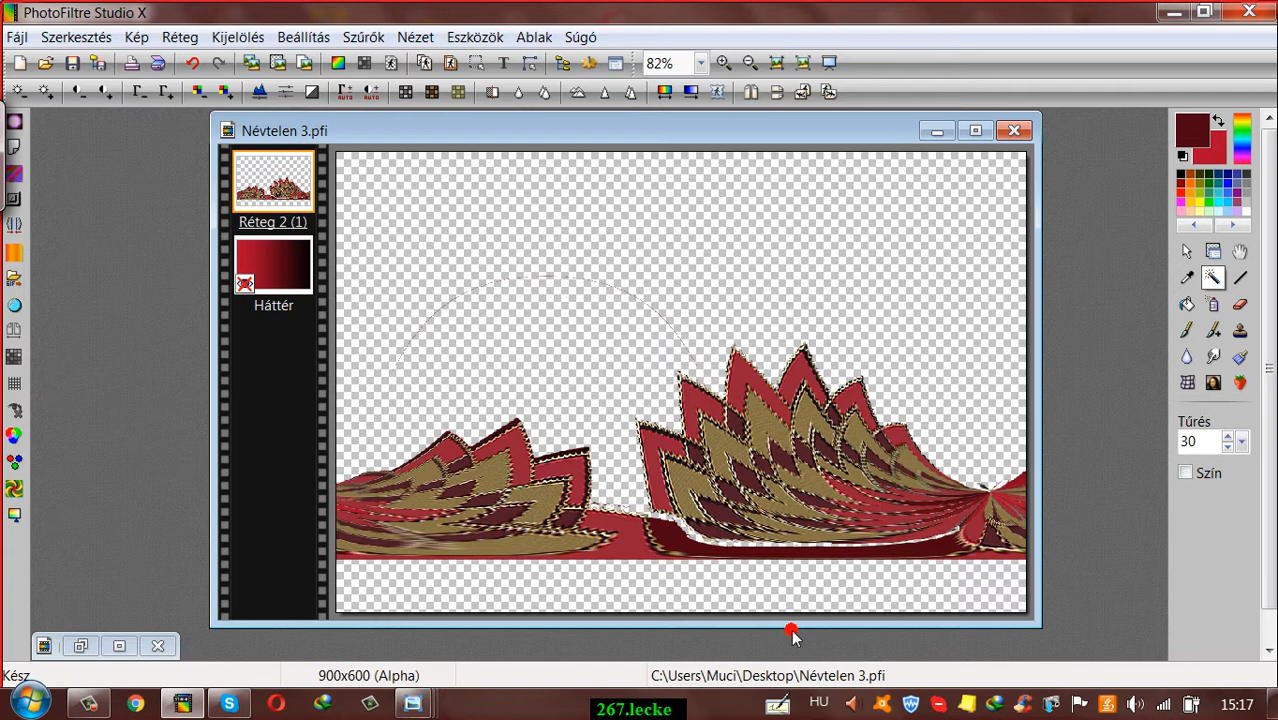 PhotoFiltre Studio X
Fájl Szerkesztés Kép Réteg Kijelölés Beállítás Szűrők Nézet Eszközök Ablak Súgó
82%
AUTO AUTO
Névtelen 3.pfi
Réteg 2 (1)
Háttér
Tűrés
30
Szín
Kész 900x600 (Alpha) C:\Users\Muci\Desktop\Névtelen 3.pfi
HU 15:17
267.lecke